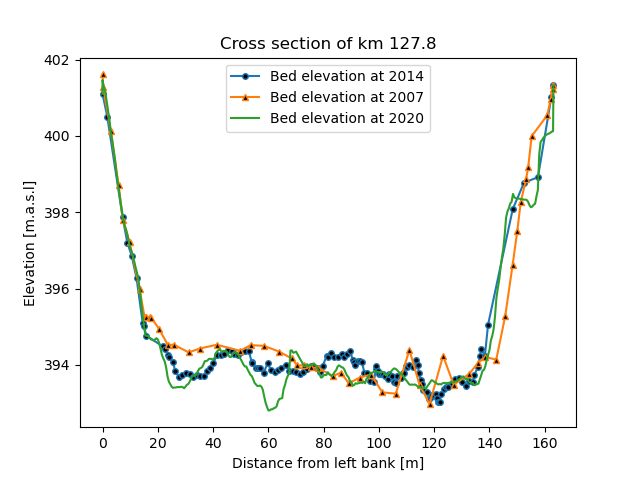 Cross section of km 127.8
Bed elevation at 2014
Bed elevation at 2007
Bed elevation at 2020
Elevation [m.a.s.l]
402
400
398
396
394
0 20 40 60 80 100 120 140 160
Distance from left bank [m]